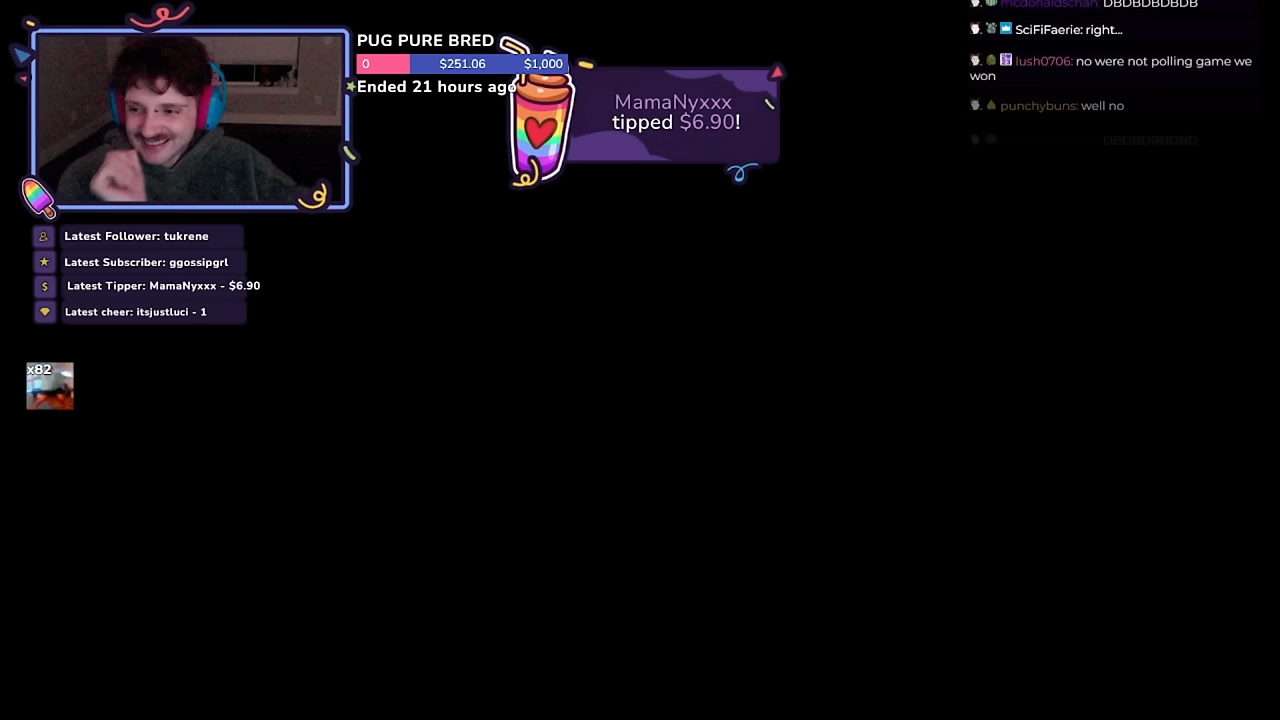 PUG PURE BRED
0 $251.06 $1,000
Ended 21 hours ago
MamaNyxxx
tipped $6.90!
Latest Follower: tukrene
Latest Subscriber: ggossipgrl
Latest Tipper: MamaNyxxx - $6.90
Latest cheer: itsjustluci - 1
x82
mcdonaldschan: DBDBDBDBDB
SciFiFaerie: right...
lush0706: no were not polling game we
won
punchybuns: well no
DBDBDBBDBD